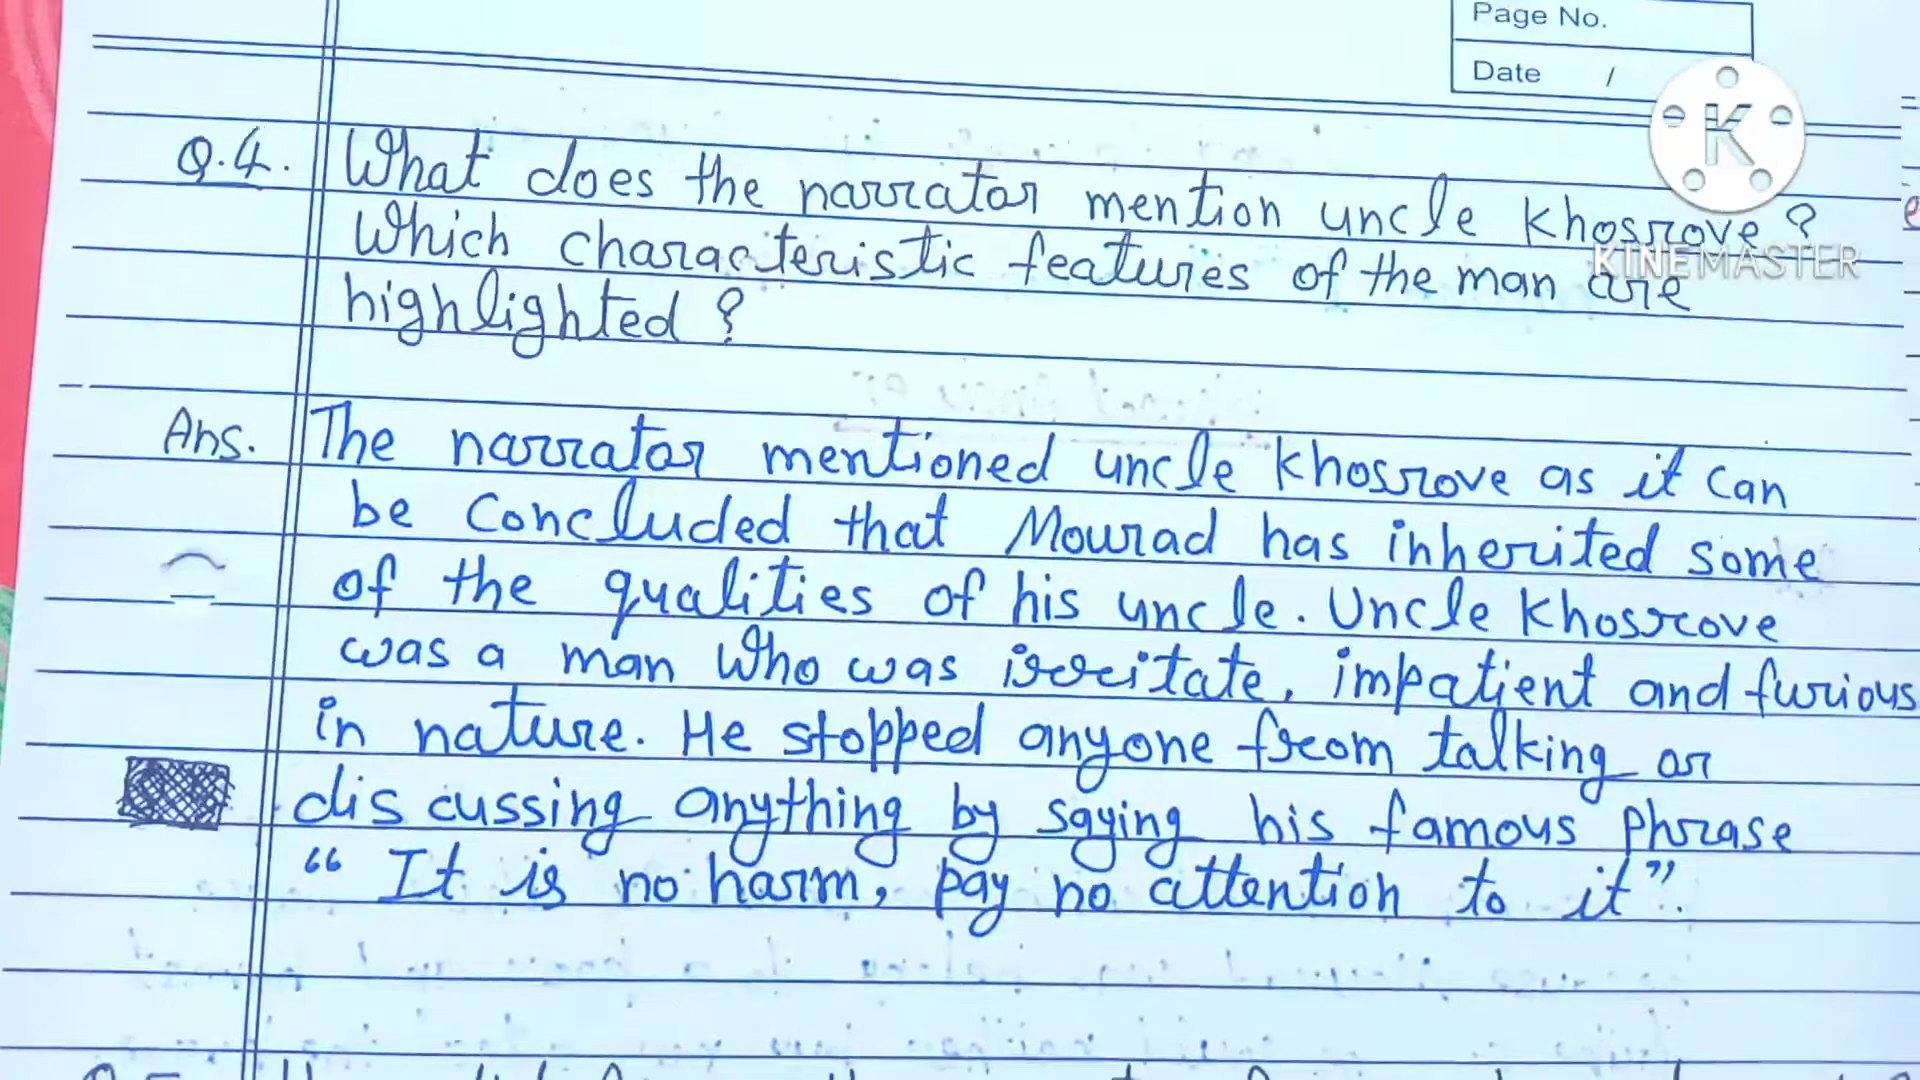 Page No.
Date /
K
KINEMASTER
Q.4. What does the narrator mention uncle Khosrove?
Which characteristic features of the man are
highlighted?
Ans. The narrator mentioned uncle Khosrove as it can
be concluded that Mourad has inherited some
of the qualities of his uncle. Uncle Khosrove
was a man who was irritate, impatient and furious
in nature. He stopped anyone from talking or
discussing anything by saying his famous phrase
"It is no harm, pay no attention to it".